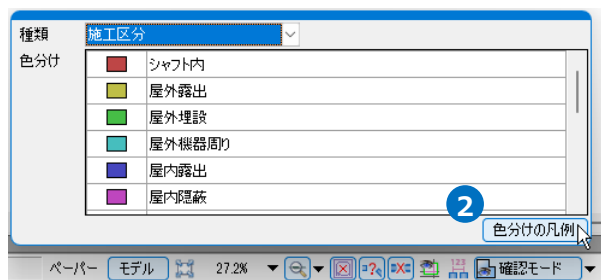 種類 施工区分
色分け
シャフト内
屋外露出
屋外埋設
屋外機器周り
屋内露出
屋内隠蔽
2
色分けの凡例
ペーパー モデル 27.2% 123 確認モード